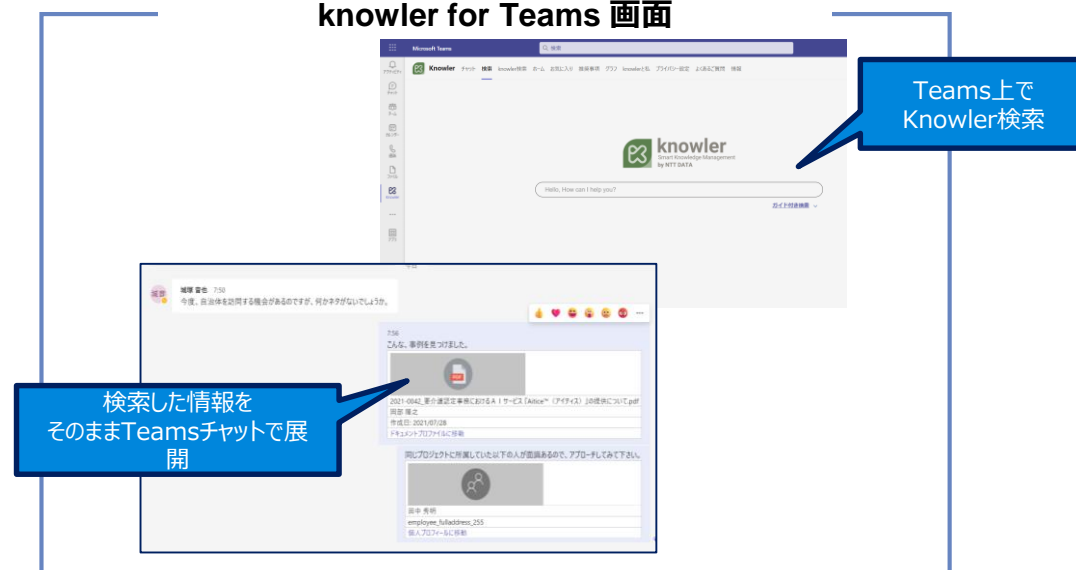 knowler for Teams 画面
Microsoft Teams
検索
Knowler チャット 検索 knowler検索 ホーム お気に入り 推奨事項 グラフ knowlerとは プライバシー設定 よくあるご質問 情報
Teams上で
Knowler検索
knowler
Smart Knowledge Management
by NTT DATA
Hello, How can I help you?
ガイド付き検索
7:50
今度、自治体を訪問する機会があるのですが、何かネタがないでしょうか。
7:56
こんな、事例を見つけました。
PDF
2021-0042_要介護認定事務におけるAIサービス「Aitice™（アイティス）」の提供について.pdf
岡部 隆之
作成日: 2021/07/28
ドキュメントプロファイルに移動
検索した情報を
そのままTeamsチャットで展
開
同じプロジェクトに所属していた以下の人が面識あるので、アプローチしてみて下さい。
田中 秀明
employee_fulladdress_255
個人プロフィールに移動